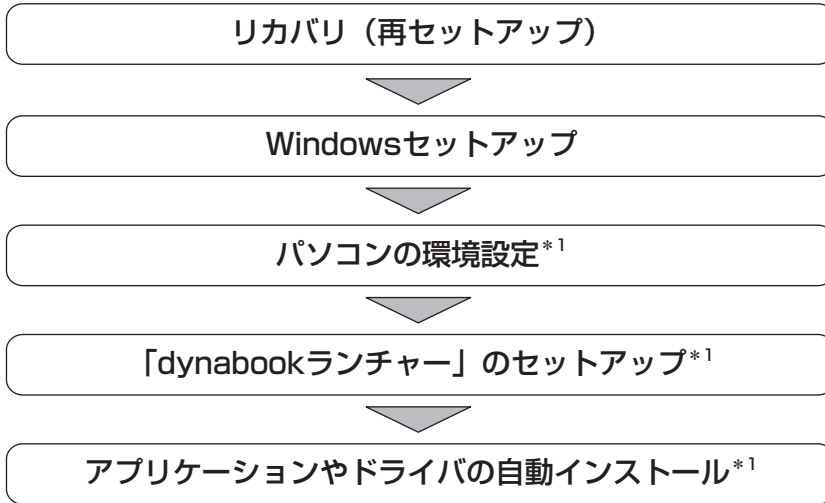 リカバリ（再セットアップ）
Windowsセットアップ
パソコンの環境設定*1
「dynabookランチャー」のセットアップ*1
アプリケーションやドライバの自動インストール*1